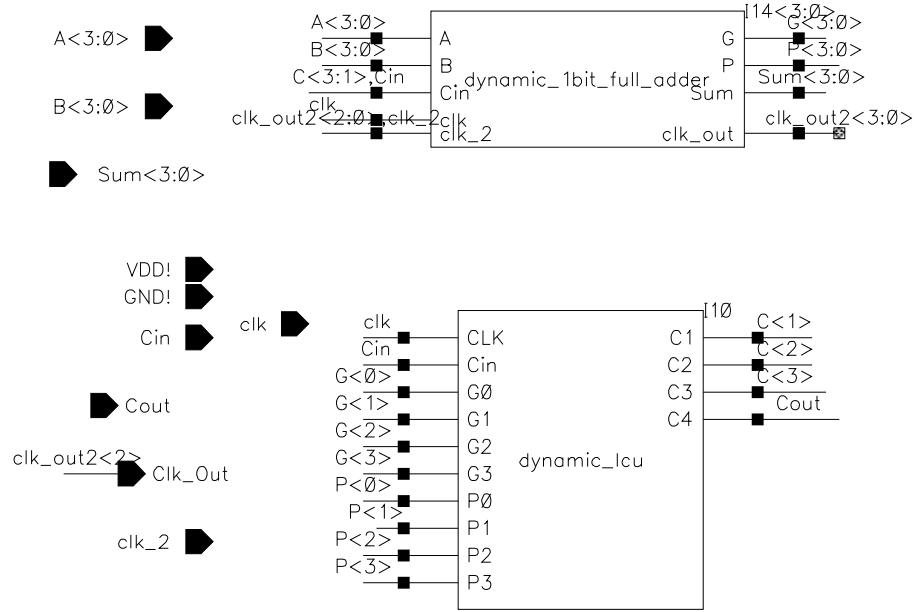 I14<3:0>
A<3:0>
A<3:0>
A
G
G<3:0>
B<3:0>
B
P
P<3:0>
dynamic_1bit_full_adder
C<3:1>,Cin
Cin
Sum
Sum<3:0>
B<3:0>
clk
clk
clk_out2<2:0>,clk_2
clk_2
clk_out
clk_out2<3:0>
Sum<3:0>
VDD!
GND!
Cin
clk
I10
clk
CLK
C1
C<1>
Cin
Cin
C2
C<2>
G<0>
G0
C3
C<3>
G<1>
G1
C4
Cout
Cout
G<2>
G2
dynamic_lcu
clk_out2<2>
Clk_Out
G<3>
G3
P<0>
P0
P<1>
P1
clk_2
P<2>
P2
P<3>
P3